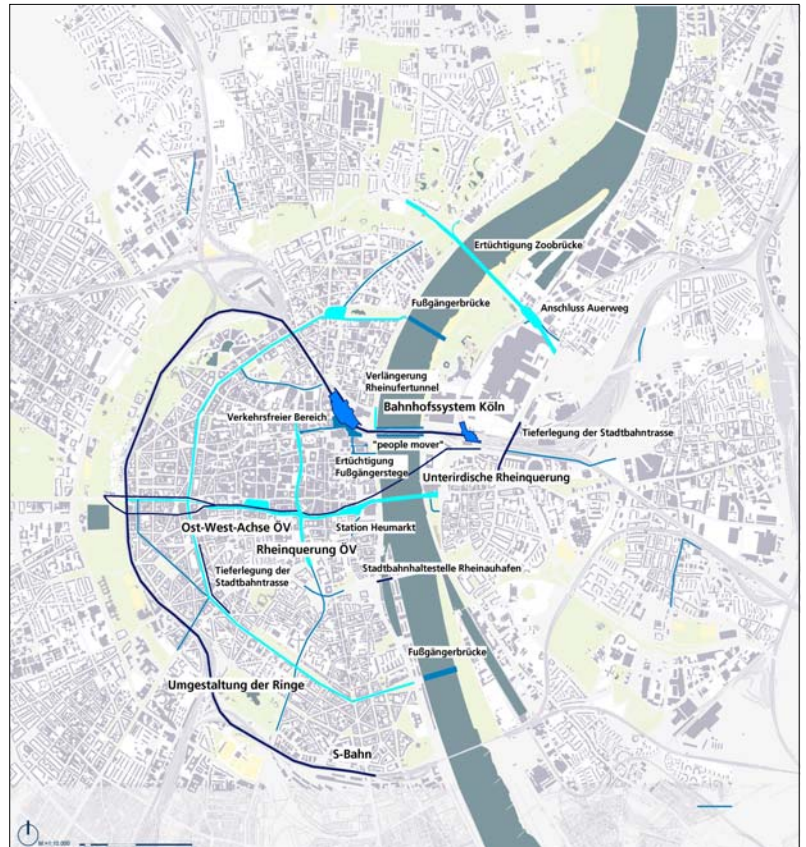 Ertüchtigung Zoobrücke
Fußgängerbrücke
Anschluss Auerweg
Verlängerung
Rheinufertunnel
Bahnhofssystem Köln
Verkehrsfreier Bereich
Tieferlegung der Stadtbahntrasse
"people mover"
Ertüchtigung
Fußgängerstege
Unterirdische Rheinquerung
Ost-West-Achse ÖV
Station Heumarkt
Rheinquerung ÖV
Tieferlegung der
Stadtbahntrasse
Stadtbahnhaltestelle Rheinauhafen
Fußgängerbrücke
Umgestaltung der Ringe
S-Bahn